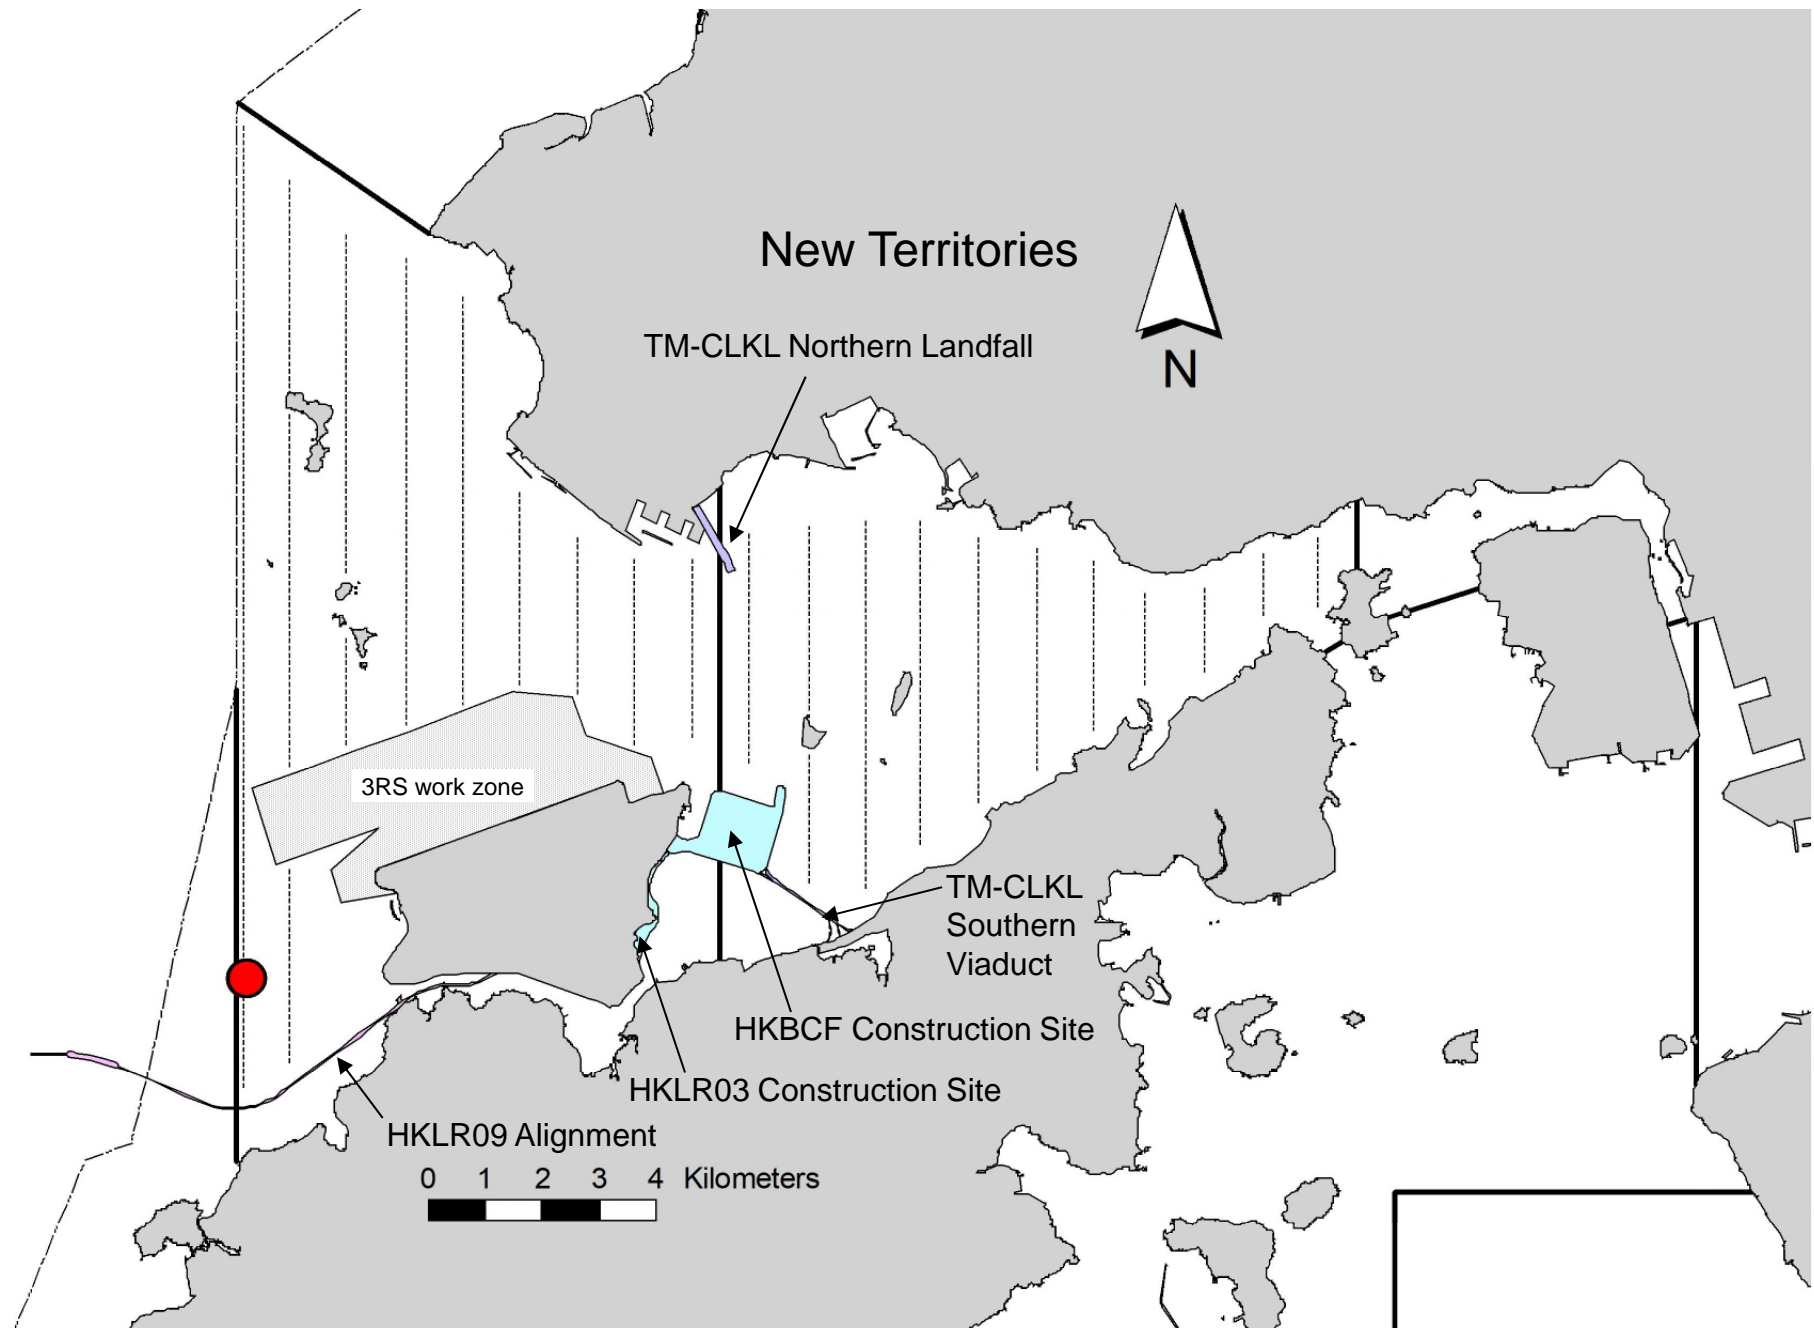 New Territories
TM-CLKL Northern Landfall
N
3RS work zone
TM-CLKL
Southern
Viaduct
HKBCF Construction Site
HKLR03 Construction Site
HKLR09 Alignment
0 1 2 3 4 Kilometers